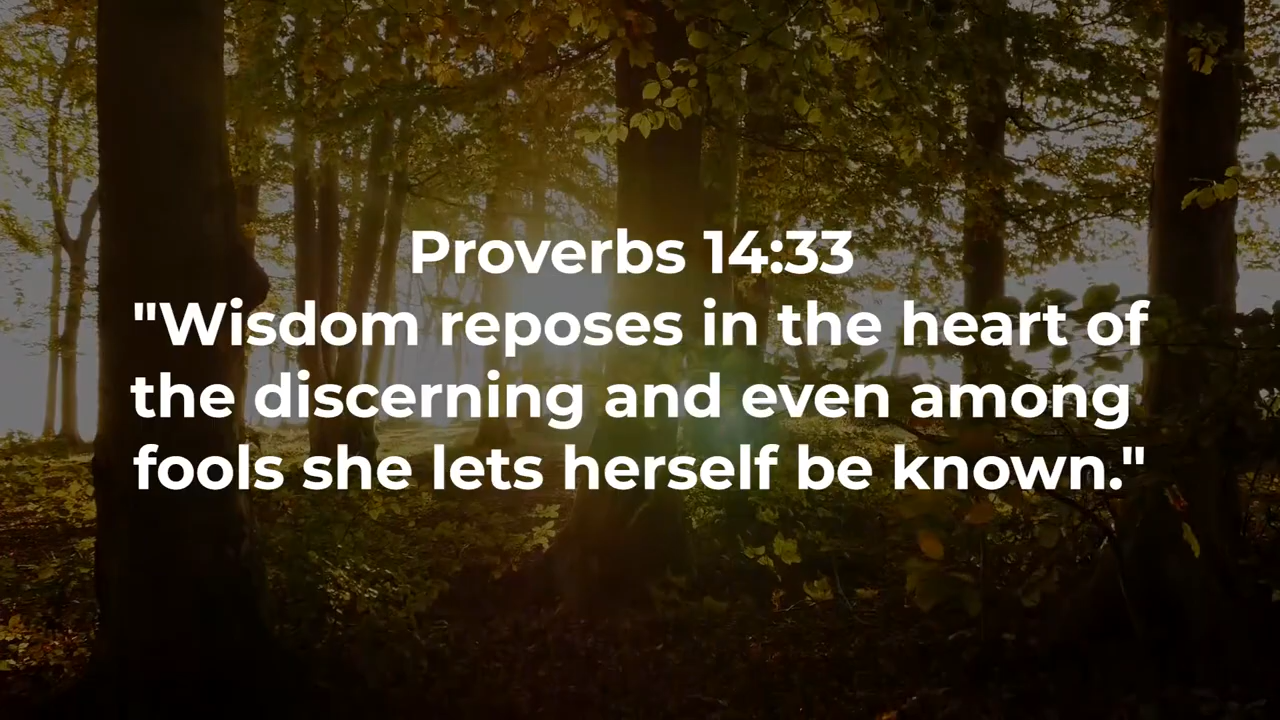 Proverbs 14:33
"Wisdom reposes in the heart of
the discerning and even among
fools she lets herself be known."